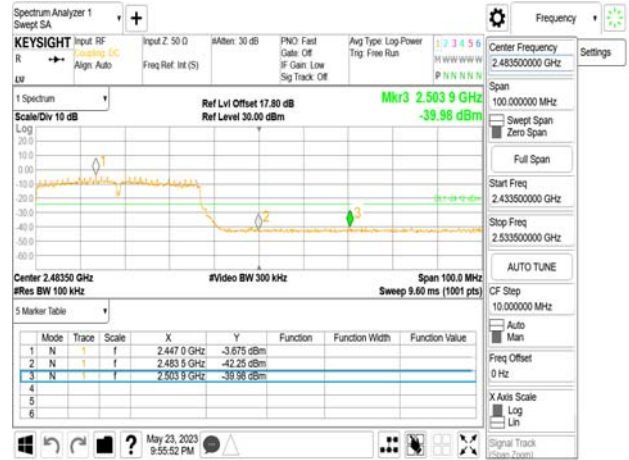 Spectrum Analyzer 1
Swept SA
Frequency
KEYSIGHT
R
Input: RF
Coupling: DC
Align: Auto
Input Z: 50 Ω
Freq Ref: Int (S)
#Atten: 30 dB
PNO: Fast
Gate: Off
IF Gain: Low
Sig Track: Off
Avg Type: Log-Power
Trig: Free Run
1 2 3 4 5 6
M W W W W W
P N N N N N
1 Spectrum
Scale/Div 10 dB
Log
Ref Lvl Offset 17.80 dB
Ref Level 30.00 dBm
Mkr3 2.503 9 GHz
-39.98 dBm
20.0
10.0
0.00
-10.0
-20.0
-30.0
-40.0
-50.0
-60.0
1
2
3
Center 2.48350 GHz
#Res BW 100 kHz
#Video BW 300 kHz
Span 100.0 MHz
Sweep 9.60 ms (1001 pts)
5 Marker Table
Mode Trace Scale X Y Function Function Width Function Value
1 N 1 f 2.447 0 GHz -3.675 dBm
2 N 1 f 2.483 5 GHz -42.25 dBm
3 N 1 f 2.503 9 GHz -39.98 dBm
4
5
6
May 23, 2023
9:55:52 PM
Center Frequency
2.483500000 GHz
Settings
Span
100.000000 MHz
Swept Span
Zero Span
Full Span
Start Freq
2.433500000 GHz
Stop Freq
2.533500000 GHz
AUTO TUNE
CF Step
10.000000 MHz
Auto
Man
Freq Offset
0 Hz
X Axis Scale
Log
Lin
Signal Track
(Span Zoom)